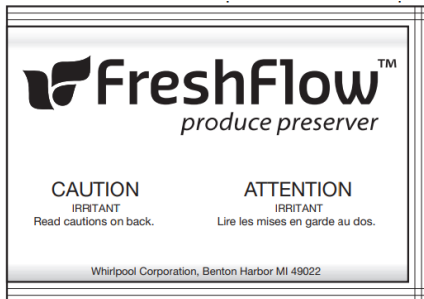 FreshFlow™
produce preserver
CAUTION
IRRITANT
Read cautions on back.
ATTENTION
IRRITANT
Lire les mises en garde au dos.
Whirlpool Corporation, Benton Harbor MI 49022